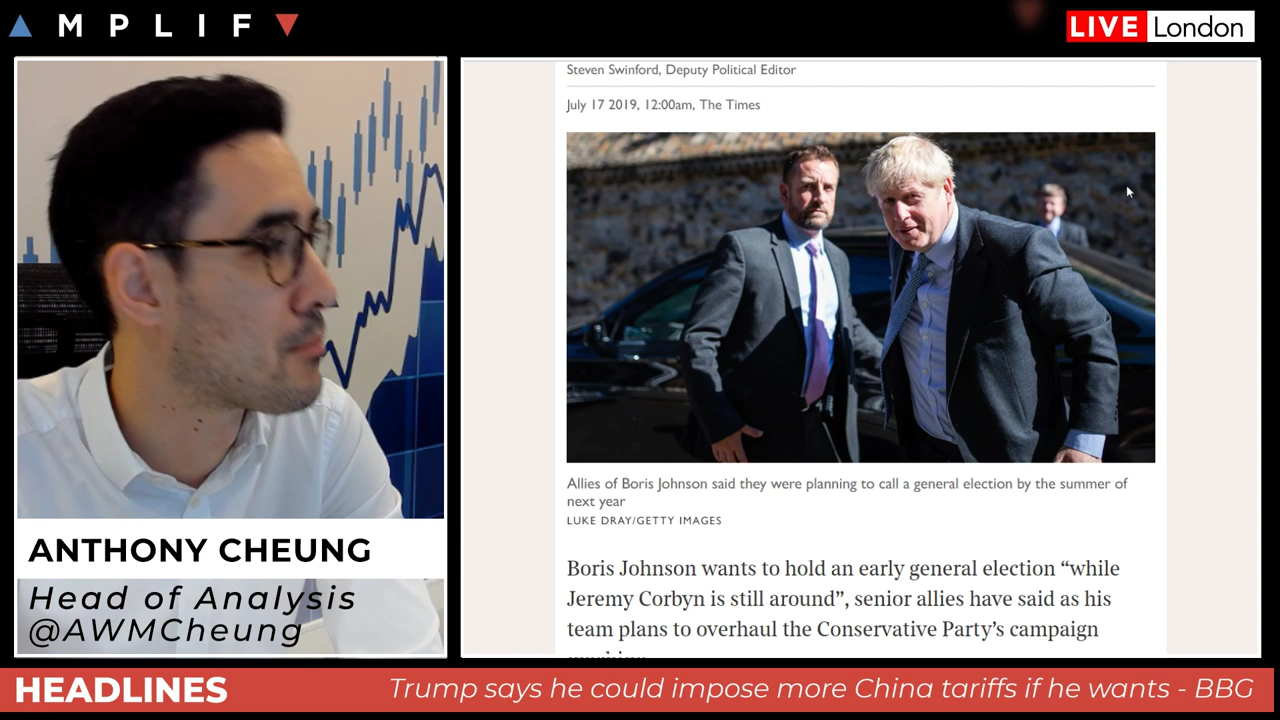 AMPLIFY
LIVE London
Steven Swinford, Deputy Political Editor
July 17 2019, 12:00am, The Times
Allies of Boris Johnson said they were planning to call a general election by the summer of
next year
LUKE DRAY/GETTY IMAGES
Boris Johnson wants to hold an early general election “while
Jeremy Corbyn is still around”, senior allies have said as his
team plans to overhaul the Conservative Party’s campaign
ANTHONY CHEUNG
Head of Analysis
@AWMCheung
HEADLINES
Trump says he could impose more China tariffs if he wants - BBG